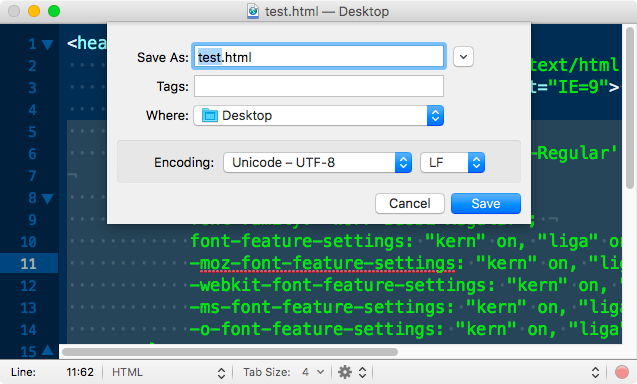 test.html — Desktop
Save As: test.html
Tags:
Where: Desktop
Encoding: Unicode – UTF-8 LF
Cancel Save
1 <hea
2 text/html
3 t="IE=9">
4
5
6 -Regular'
7
8
9
10 font-feature-settings: "kern" on, "liga" on
11 -moz-font-feature-settings: "kern" on, "lig
12 -webkit-font-feature-settings: "kern" on, "
13 -ms-font-feature-settings: "kern" on, "liga
14 -o-font-feature-settings: "kern" on, "liga"
15
Line: 11:62 HTML Tab Size: 4